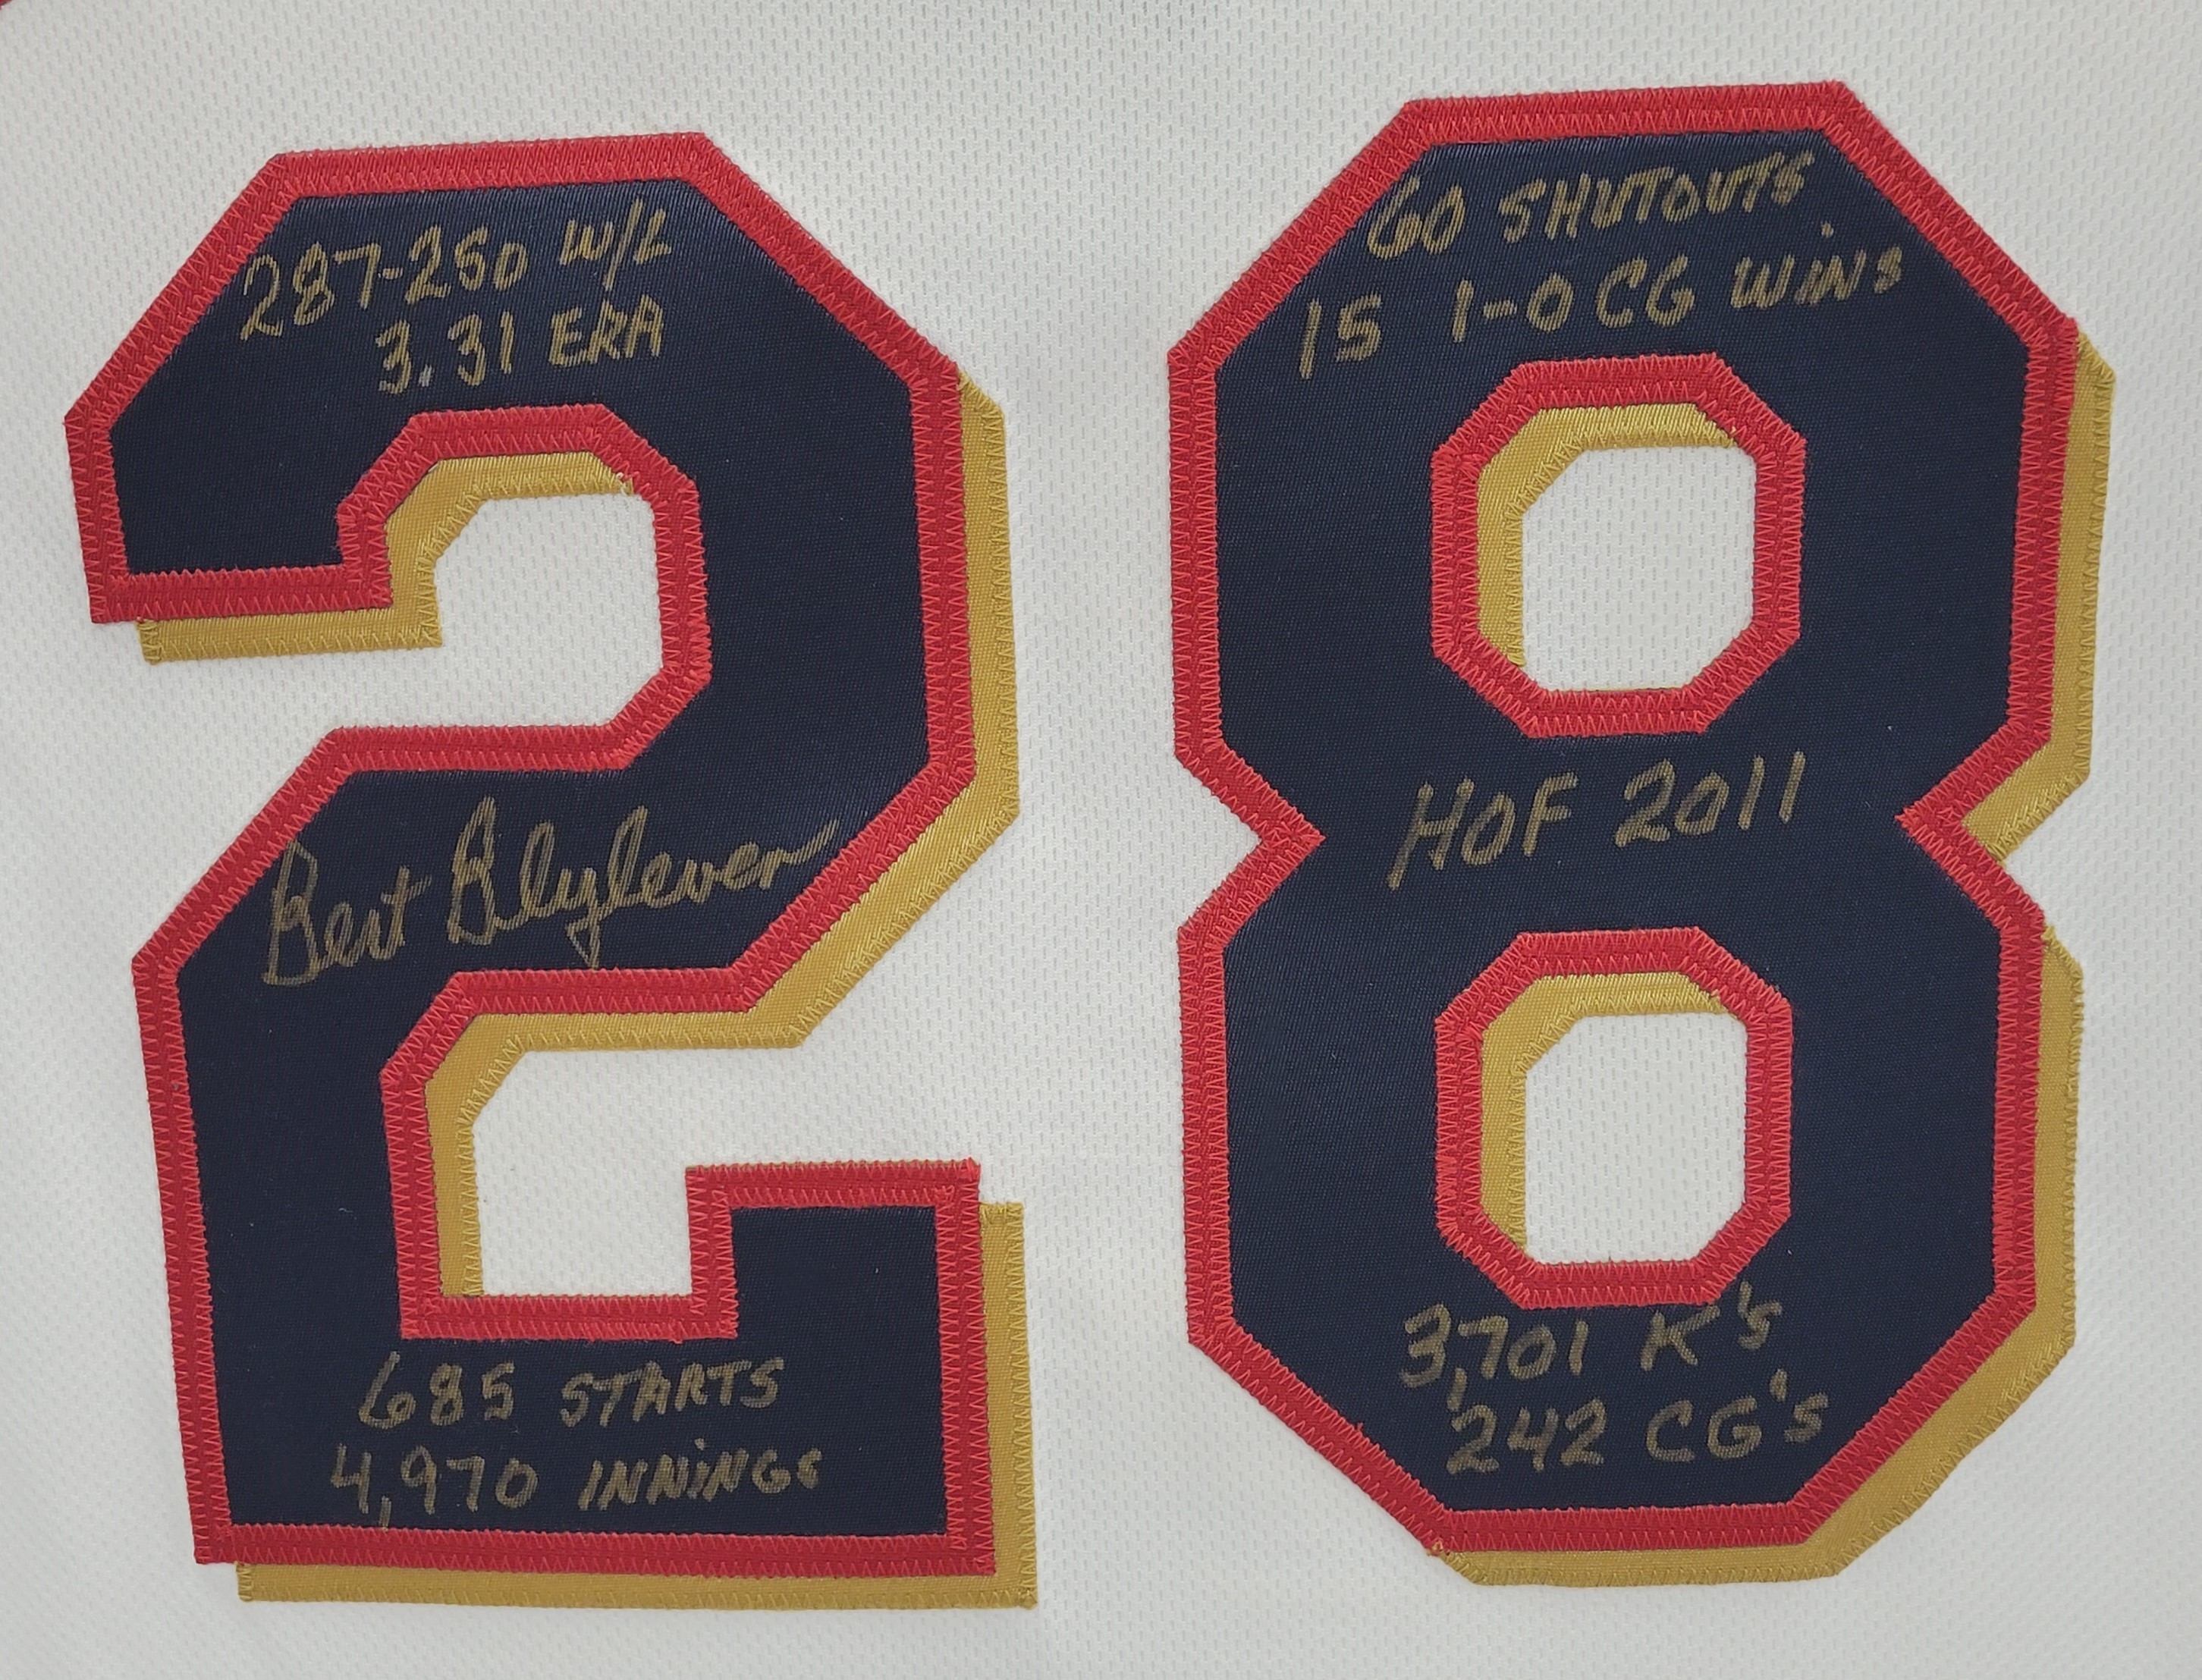 28
287-250 W/L
3.31 ERA
Bert Blyleven
685 STARTS
4,970 INNiNGS
60 SHUTOUTS
15 1-0 CG WiNS
HOF 2011
3,701 K's
242 CG's